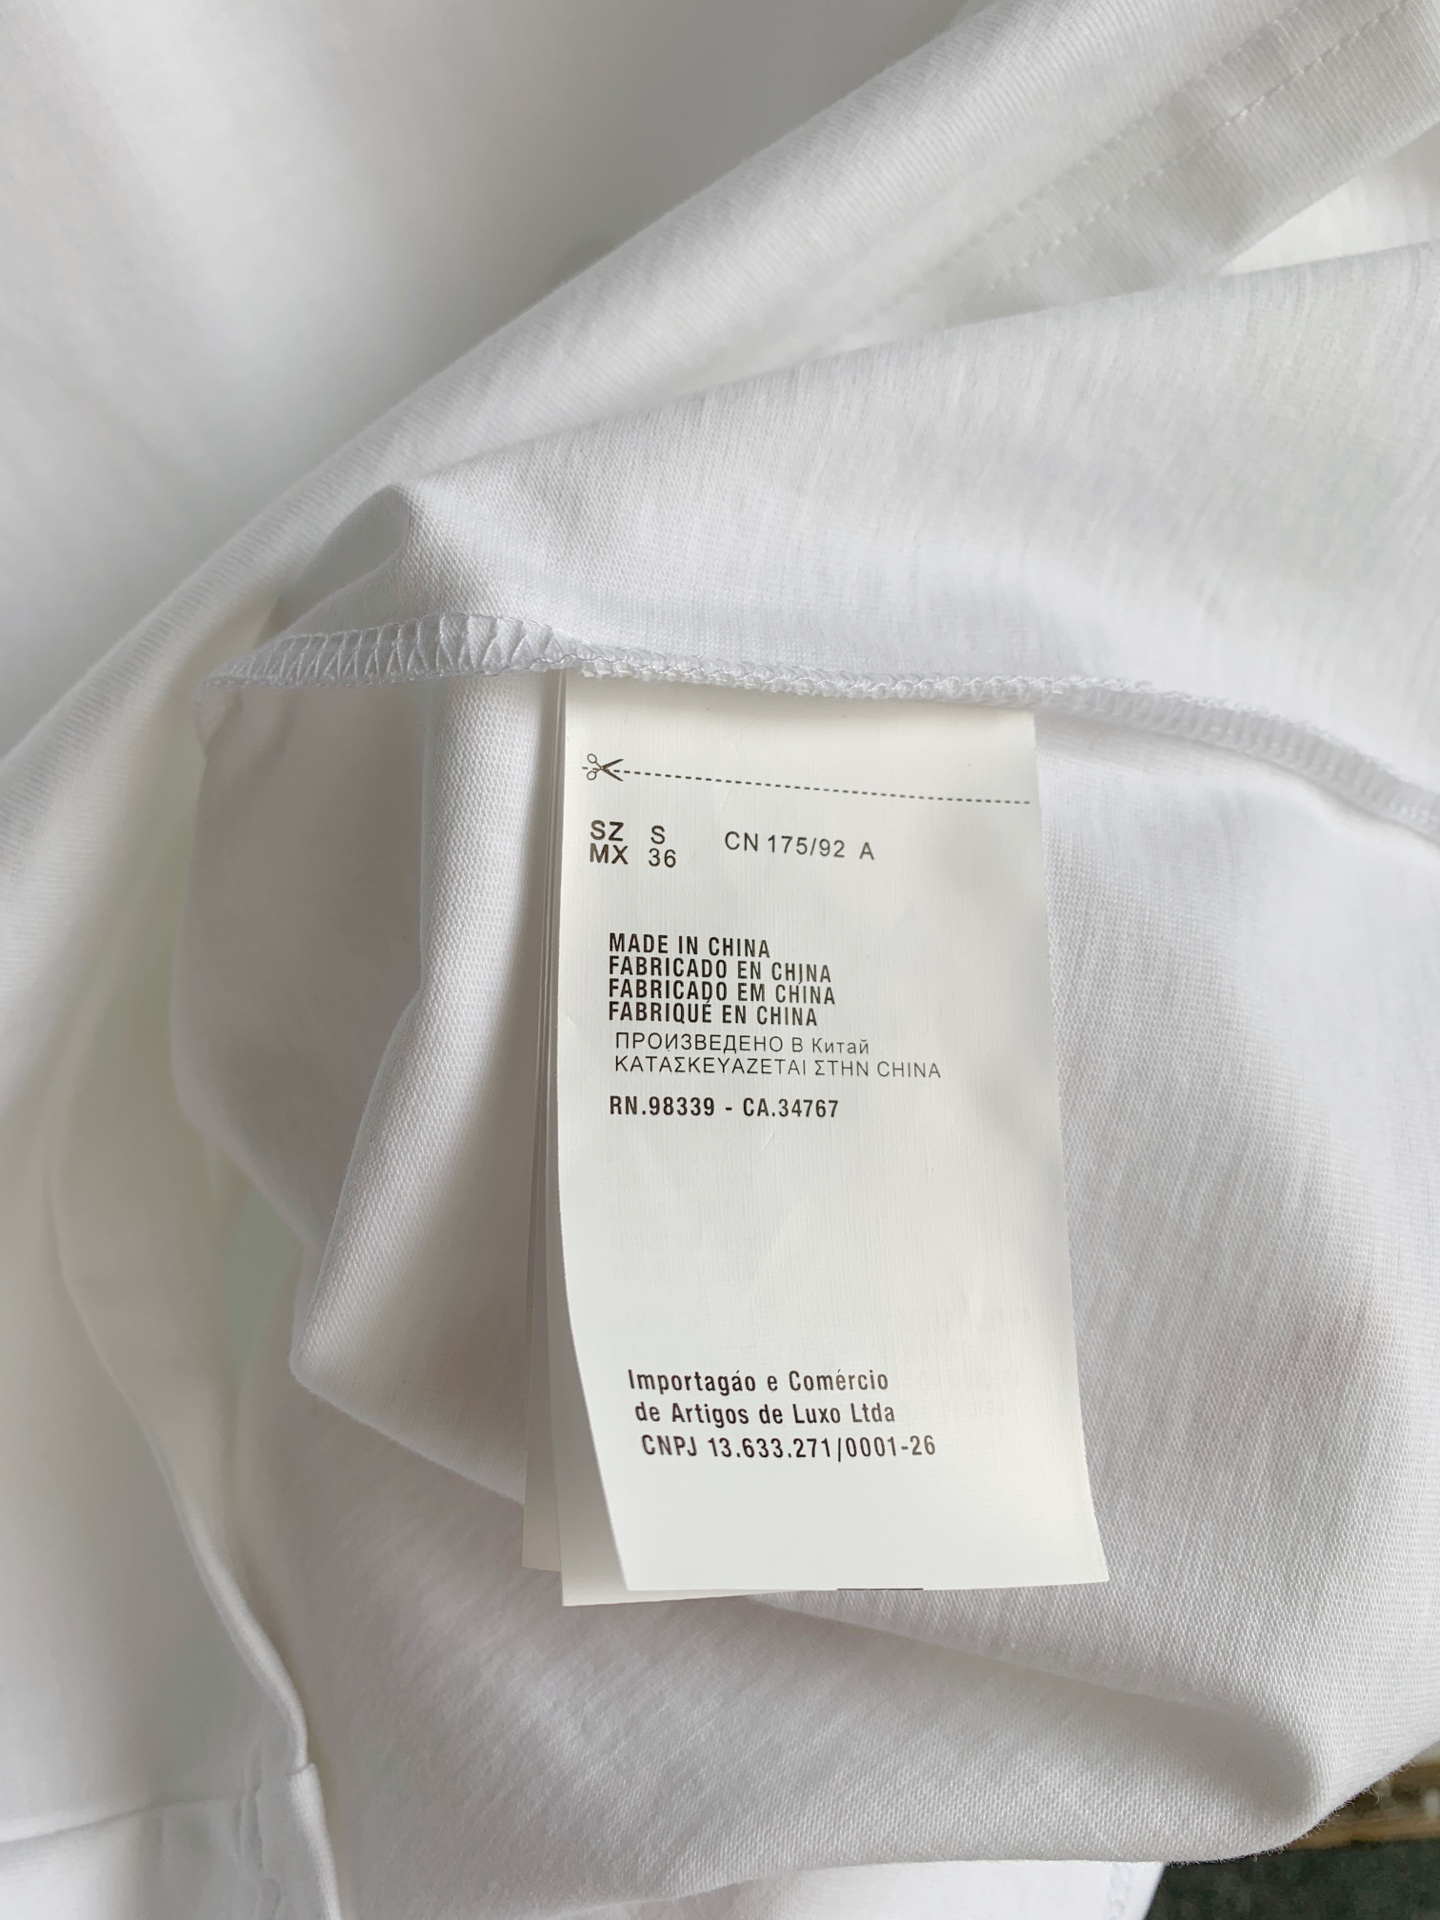 SZ S CN 175/92 A
MX 36
MADE IN CHINA
FABRICADO EN CHINA
FABRICADO EM CHINA
FABRIQUÉ EN CHINA
ПРОИЗВЕДЕНО В Китай
ΚΑΤΑΣΚΕΥΑΖΕΤΑΙ ΣΤΗΝ CHINA
RN.98339 - CA.34767
Importagáo e Comércio
de Artigos de Luxo Ltda
CNPJ 13.633.271/0001-26